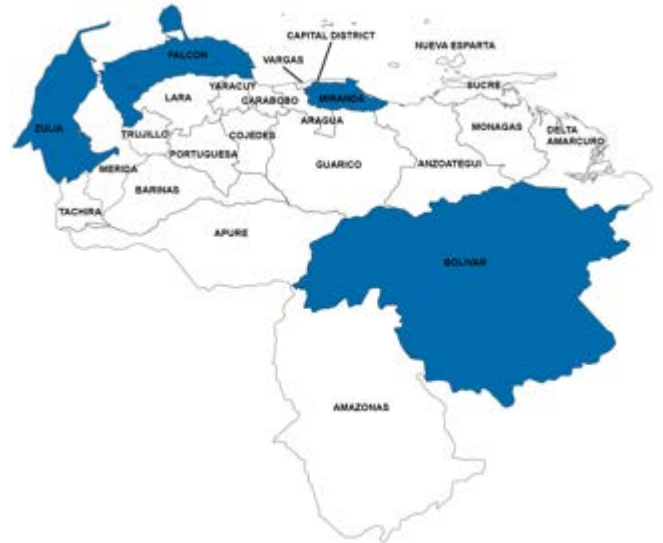 CAPITAL DISTRICT
NUEVA ESPARTA
VARGAS
FALCON
YARACUY
SUCRE
LARA
CARABOBO
MIRANDA
ZULIA
TRUJILLO
COJEDES
ARAGUA
MONAGAS
DELTA
AMARCURO
PORTUGUESA
GUARICO
ANZOATEGUI
MERIDA
BARINAS
TACHIRA
APURE
BOLIVAR
AMAZONAS